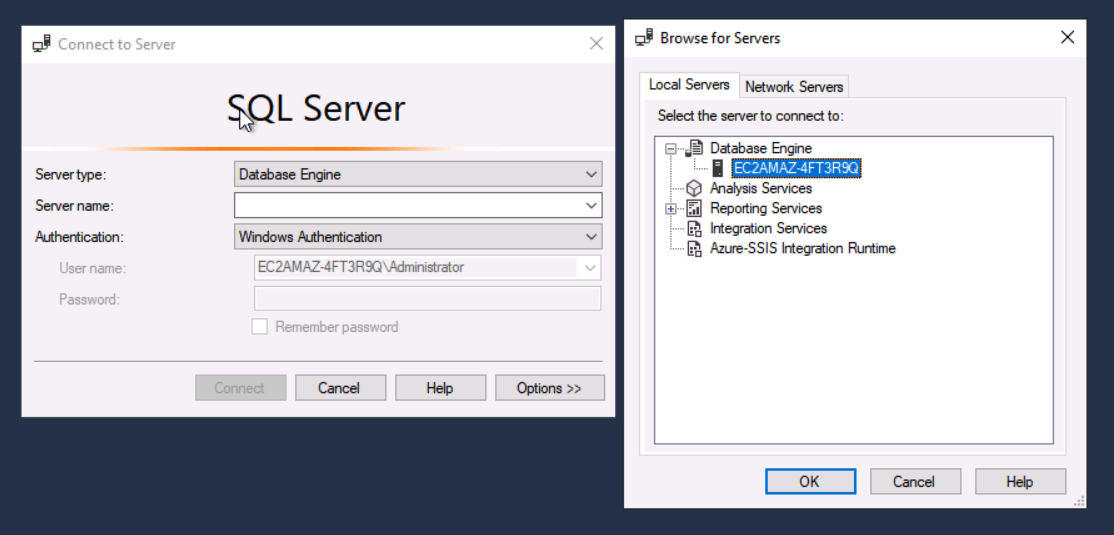 Connect to Server
SQL Server
Server type:
Database Engine
Server name:
Authentication:
Windows Authentication
User name:
EC2AMAZ-4FT3R9Q\Administrator
Password:
Remember password
Connect
Cancel
Help
Options >>
Browse for Servers
Local Servers
Network Servers
Select the server to connect to:
Database Engine
EC2AMAZ-4FT3R9Q
Analysis Services
Reporting Services
Integration Services
Azure-SSIS Integration Runtime
OK
Cancel
Help